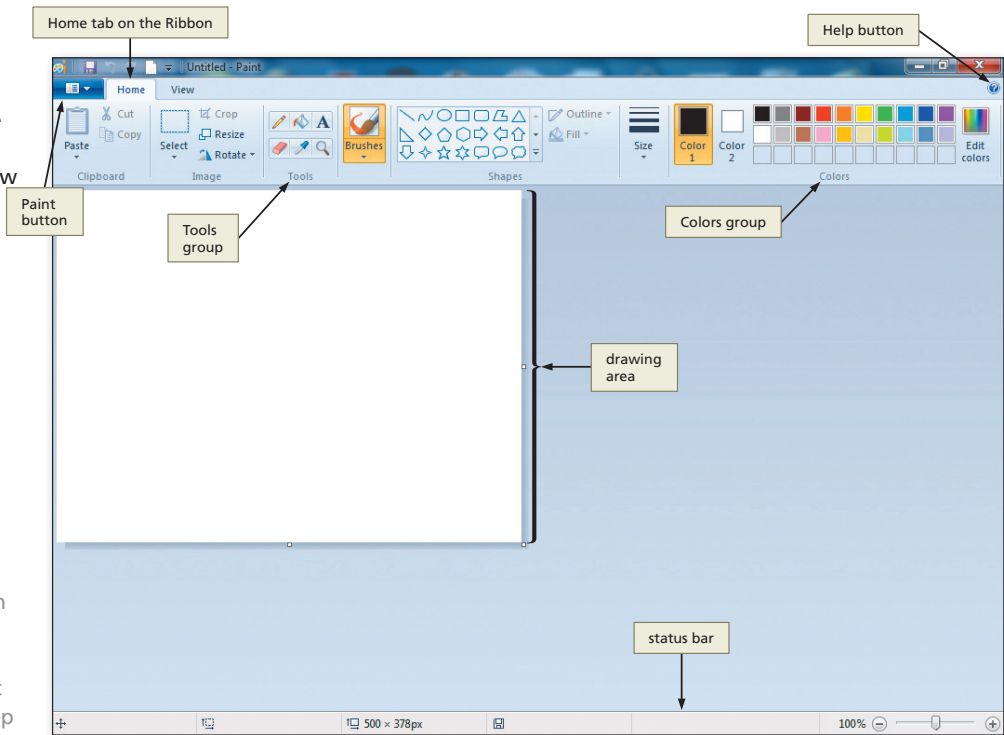 Home tab on the Ribbon
Help button
Untitled - Paint
Home View
Cut
Copy
Paste
Clipboard
Select
Crop
Resize
Rotate
Image
A
Tools
Brushes
Outline
Fill
Shapes
Size
Color
1
Color
2
Edit
colors
Colors
w
Paint
button
Tools
group
Colors group
drawing
area
status bar
p
500 × 378px
100%